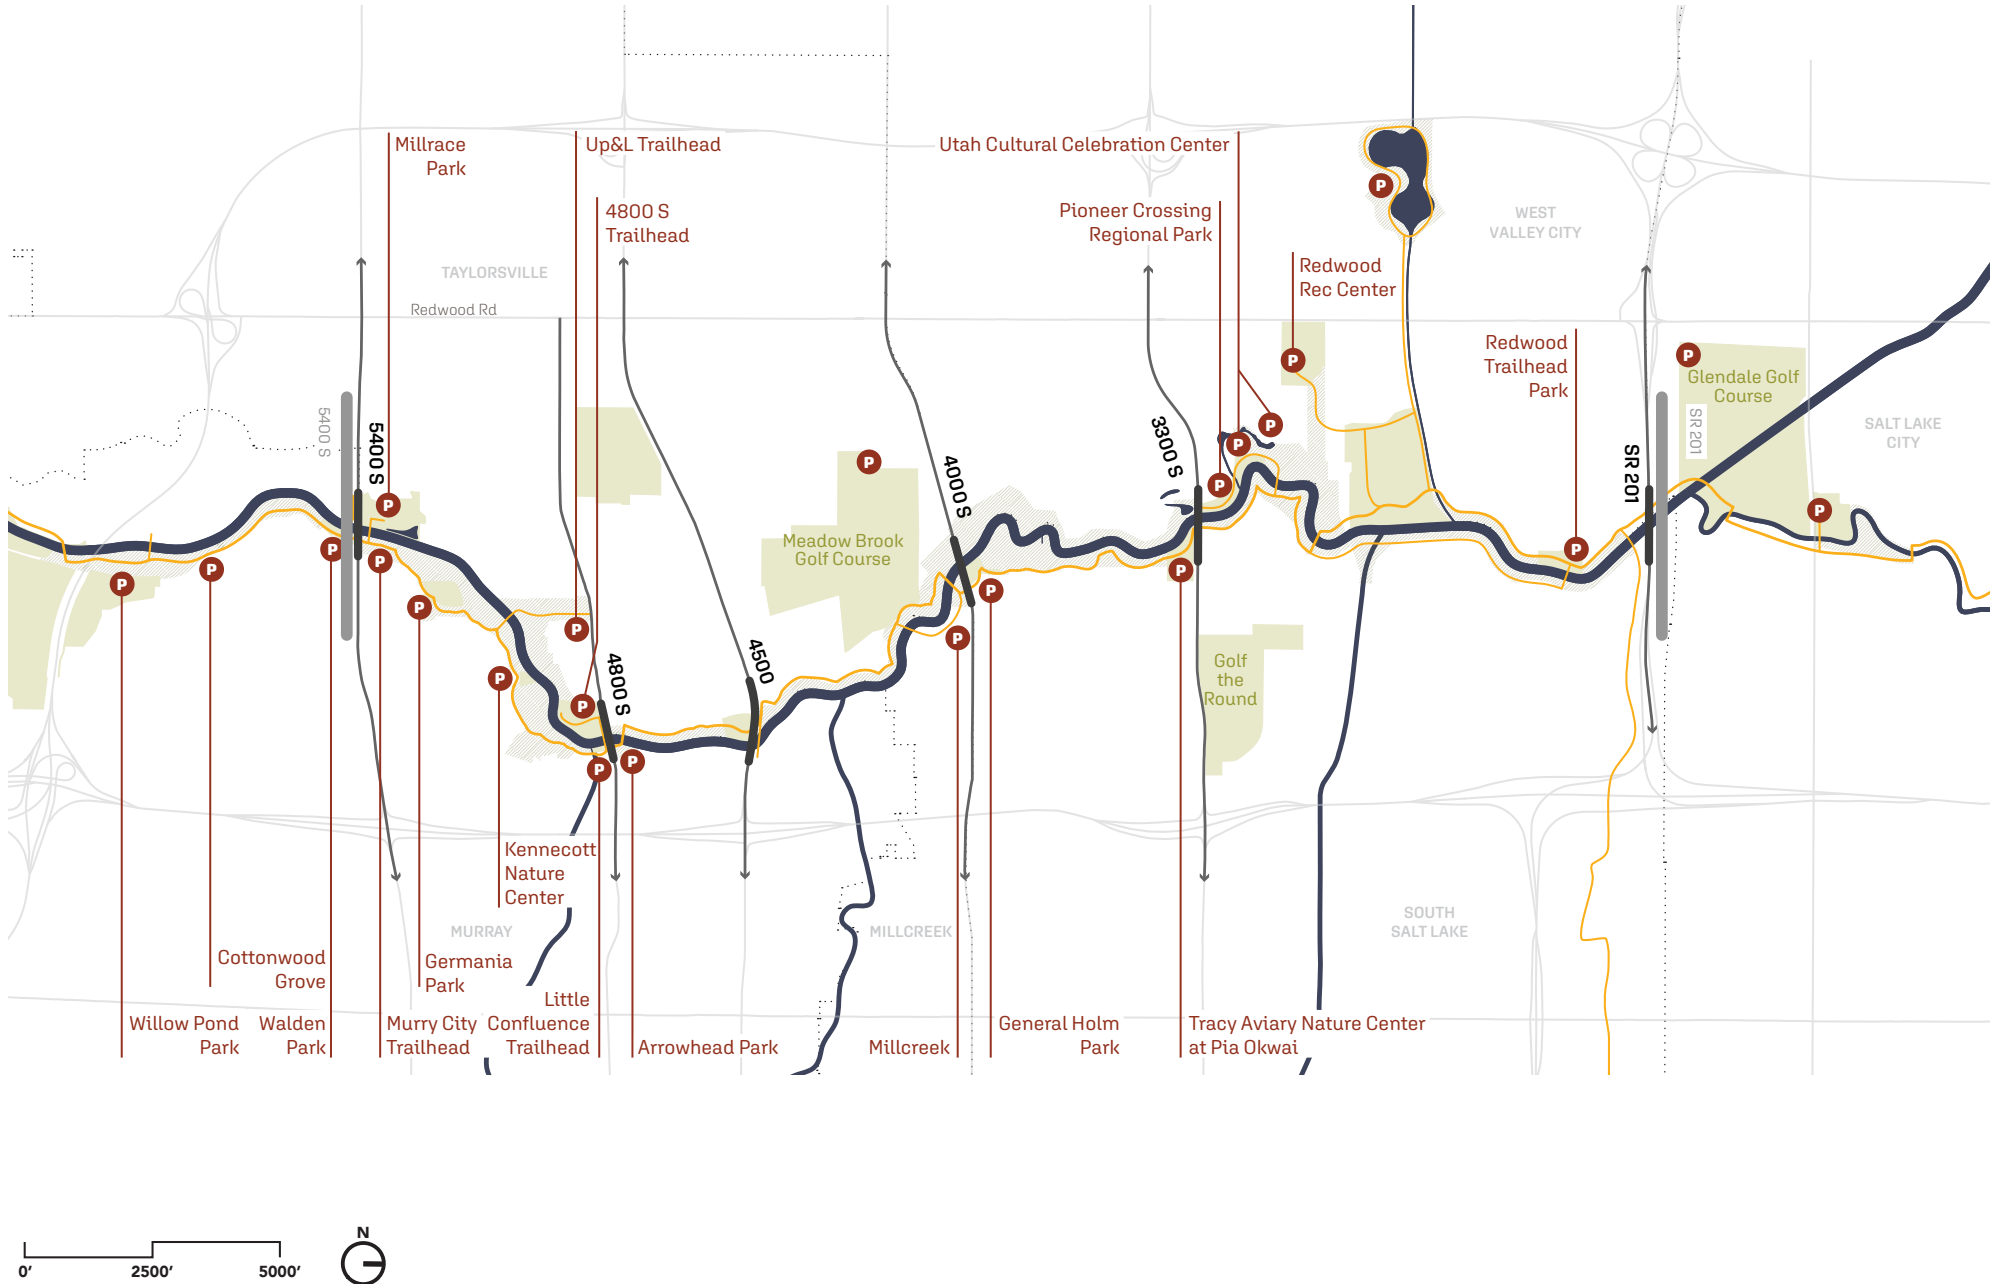 Millrace
Park
Up&L Trailhead
4800 S
Trailhead
Utah Cultural Celebration Center
Pioneer Crossing
Regional Park
Redwood
Rec Center
P
WEST
VALLEY CITY
TAYLORSVILLE
Redwood Rd
Redwood
Trailhead
Park
P
P
Glendale Golf
Course
SALT LAKE
CITY
5400 S
5400 S
P
Meadow Brook
Golf Course
4000 S
3300 S
P
P
P
SR 201
SR 201
P
P
P
P
P
P
P
P
P
P
P
P
P
P
Golf
the
Round
P
P
4800 S
4500
P
P
Kennecott
Nature
Center
MURRAY
MILLCREEK
SOUTH
SALT LAKE
Cottonwood
Grove
Germania
Park
Willow Pond
Park
Walden
Park
Murry City
Trailhead
Little
Confluence
Trailhead
Arrowhead Park
Millcreek
General Holm
Park
Tracy Aviary Nature Center
at Pia Okwai
0’
2500’
5000’
N